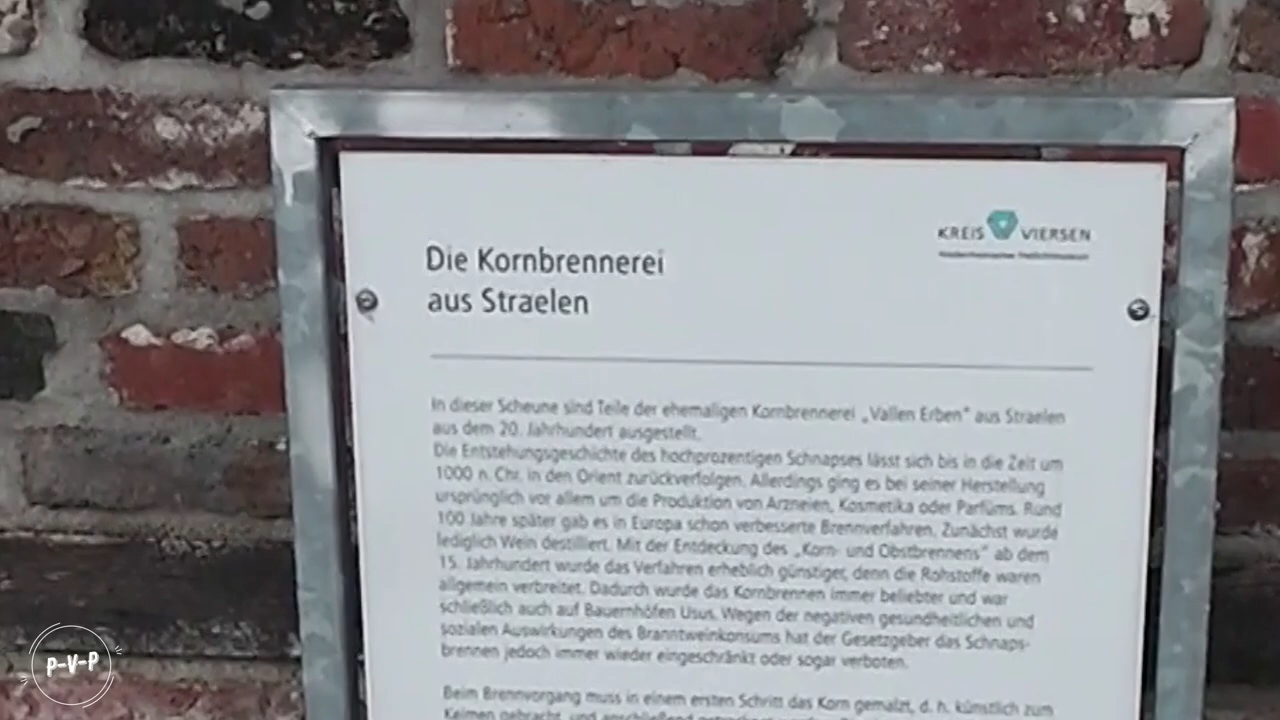 KREIS VIERSEN
Niederrheinisches Freilichtmuseum
Die Kornbrennerei
aus Straelen
In dieser Scheune sind Teile der ehemaligen Kornbrennerei „Vallen Erben“ aus Straelen
aus dem 20. Jahrhundert ausgestellt.
Die Entstehungsgeschichte des hochprozentigen Schnapses lässt sich bis in die Zeit um
1000 n. Chr. in den Orient zurückverfolgen. Allerdings ging es bei seiner Herstellung
ursprünglich vor allem um die Produktion von Arzneien, Kosmetika oder Parfüms. Rund
100 Jahre später gab es in Europa schon verbesserte Brennverfahren. Zunächst wurde
lediglich Wein destilliert. Mit der Entdeckung des „Korn- und Obstbrennens“ ab dem
15. Jahrhundert wurde das Verfahren erheblich günstiger, denn die Rohstoffe waren
allgemein verbreitet. Dadurch wurde das Kornbrennen immer beliebter und war
schließlich auch auf Bauernhöfen Usus. Wegen der negativen gesundheitlichen und
sozialen Auswirkungen des Branntweinkonsums hat der Gesetzgeber das Schnaps-
brennen jedoch immer wieder eingeschränkt oder sogar verboten.
Beim Brennvorgang muss in einem ersten Schritt das Korn gemalzt, d. h. künstlich zum
Keimen gebracht, und anschließend
P-V-P